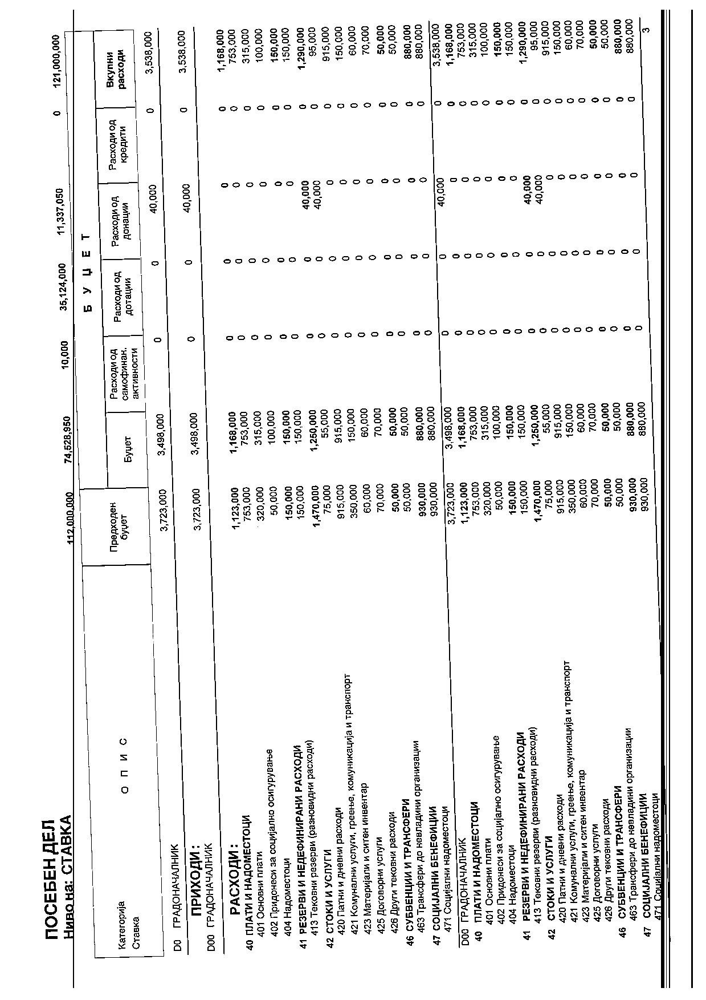 ПОСЕБЕН ДЕЛ
Ниво на: СТАВКА 112,000,000 74,528,950 10,000 35,124,000 11,337,050 0 121,000,000
Б У Џ Е Т
Категорија
Ставка
О П И С
Предходен
буџет
Буџет
Расходи од
самофинан.
активности
Расходи од
дотации
Расходи од
донации
Расходи од
кредити
Вкупни
расходи
D0 ГРАДОНАЧАЛНИК 3,723,000 3,498,000 0 0 40,000 0 3,538,000
ПРИХОДИ :
D00 ГРАДОНАЧАЛНИК 3,723,000 3,498,000 0 0 40,000 0 3,538,000
РАСХОДИ :
40 ПЛАТИ И НАДОМЕСТОЦИ 1,123,000 1,168,000 0 0 0 0 1,168,000
401 Основни плати 753,000 753,000 0 0 0 0 753,000
402 Придонеси за социјално осигурување 320,000 315,000 0 0 0 0 315,000
404 Надоместоци 50,000 100,000 0 0 0 0 100,000
41 РЕЗЕРВИ И НЕДЕФИНИРАНИ РАСХОДИ 150,000 150,000 0 0 0 0 150,000
413 Тековни резерви (разновидни расходи) 150,000 150,000 0 0 0 0 150,000
42 СТОКИ И УСЛУГИ 1,470,000 1,250,000 0 0 40,000 0 1,290,000
420 Патни и дневни расходи 75,000 55,000 0 0 40,000 0 95,000
421 Комунални услуги, греење, комуникација и транспорт 915,000 915,000 0 0 0 0 915,000
423 Материјали и ситен инвентар 350,000 150,000 0 0 0 0 150,000
425 Договорни услуги 60,000 60,000 0 0 0 0 60,000
426 Други тековни расходи 70,000 70,000 0 0 0 0 70,000
46 СУБВЕНЦИИ И ТРАНСФЕРИ 50,000 50,000 0 0 0 0 50,000
463 Трансфери до невладини организации 50,000 50,000 0 0 0 0 50,000
47 СОЦИЈАЛНИ БЕНЕФИЦИИ 930,000 880,000 0 0 0 0 880,000
471 Социјални надоместоци 930,000 880,000 0 0 0 0 880,000
D00 ГРАДОНАЧАЛНИК 3,723,000 3,498,000 0 0 40,000 0 3,538,000
40 ПЛАТИ И НАДОМЕСТОЦИ 1,123,000 1,168,000 0 0 0 0 1,168,000
401 Основни плати 753,000 753,000 0 0 0 0 753,000
402 Придонеси за социјално осигурување 320,000 315,000 0 0 0 0 315,000
404 Надоместоци 50,000 100,000 0 0 0 0 100,000
41 РЕЗЕРВИ И НЕДЕФИНИРАНИ РАСХОДИ 150,000 150,000 0 0 0 0 150,000
413 Тековни резерви (разновидни расходи) 150,000 150,000 0 0 0 0 150,000
42 СТОКИ И УСЛУГИ 1,470,000 1,250,000 0 0 40,000 0 1,290,000
420 Патни и дневни расходи 75,000 55,000 0 0 40,000 0 95,000
421 Комунални услуги, греење, комуникација и транспорт 915,000 915,000 0 0 0 0 915,000
423 Материјали и ситен инвентар 350,000 150,000 0 0 0 0 150,000
425 Договорни услуги 60,000 60,000 0 0 0 0 60,000
426 Други тековни расходи 70,000 70,000 0 0 0 0 70,000
46 СУБВЕНЦИИ И ТРАНСФЕРИ 50,000 50,000 0 0 0 0 50,000
463 Трансфери до невладини организации 50,000 50,000 0 0 0 0 50,000
47 СОЦИЈАЛНИ БЕНЕФИЦИИ 930,000 880,000 0 0 0 0 880,000
471 Социјални надоместоци 930,000 880,000 0 0 0 0 880,000
3